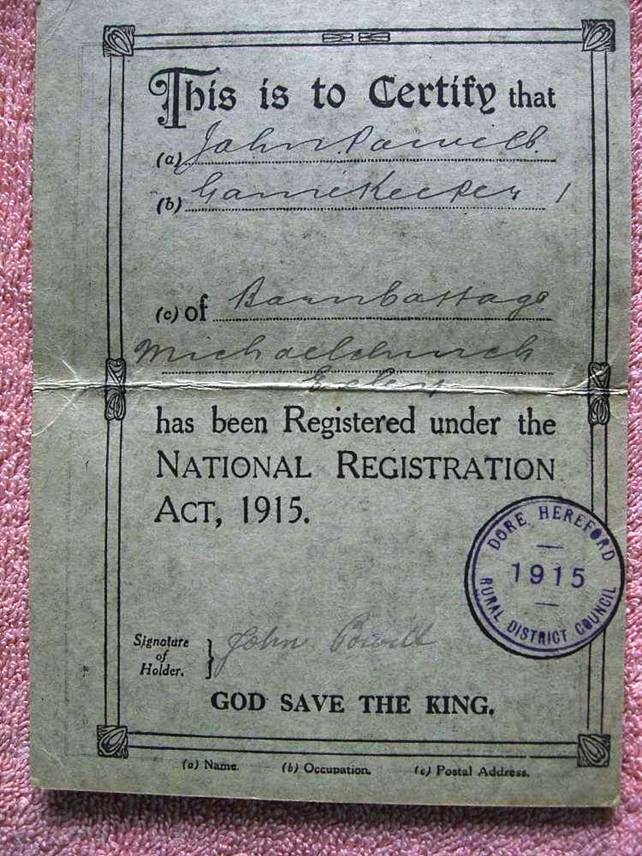 This is to Certify that
(a) John Powell
(b) Gamekeeper
(c) of Barn Cottage
Michaelchurch
has been Registered under the
NATIONAL REGISTRATION
ACT, 1915.
DORE, HEREFORD
1915
RURAL DISTRICT COUNCIL
Signature
of
Holder.
John Powell
GOD SAVE THE KING.
(a) Name. (b) Occupation. (c) Postal Address.